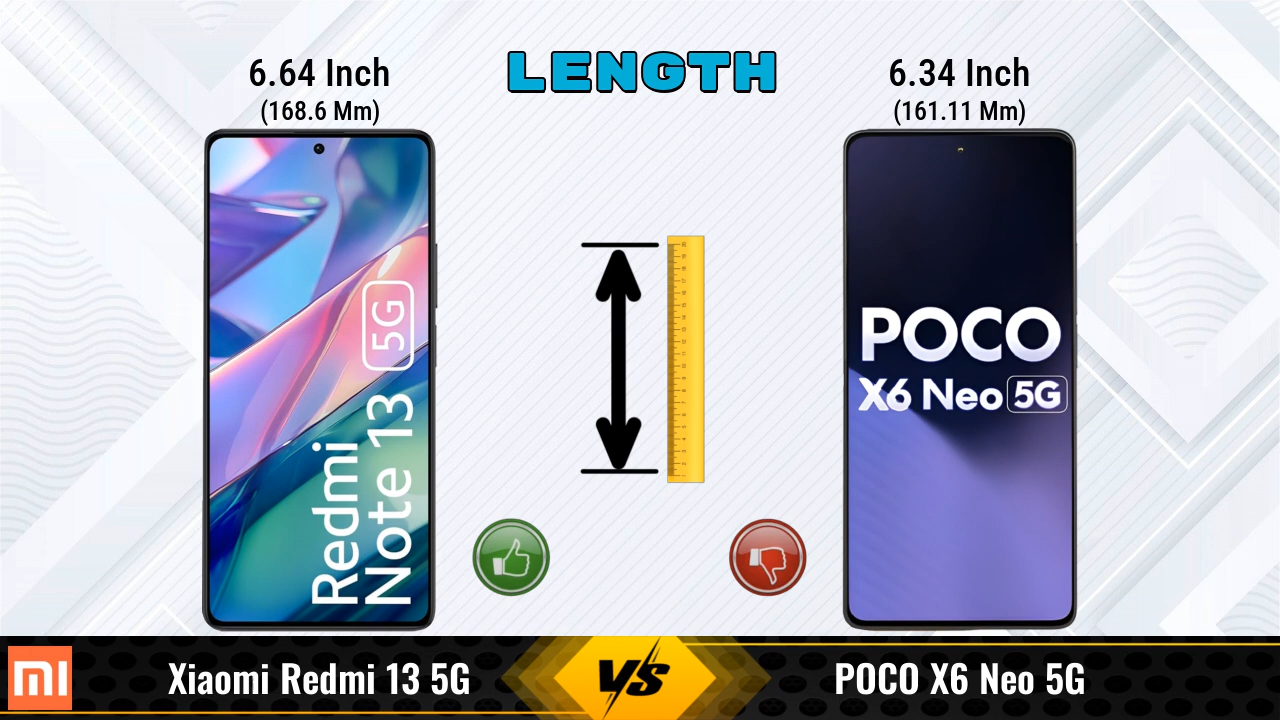 LENGTH
6.64 Inch
(168.6 Mm)
6.34 Inch
(161.11 Mm)
Redmi
Note 13 5G
POCO
X6 Neo 5G
Xiaomi Redmi 13 5G
VS
POCO X6 Neo 5G